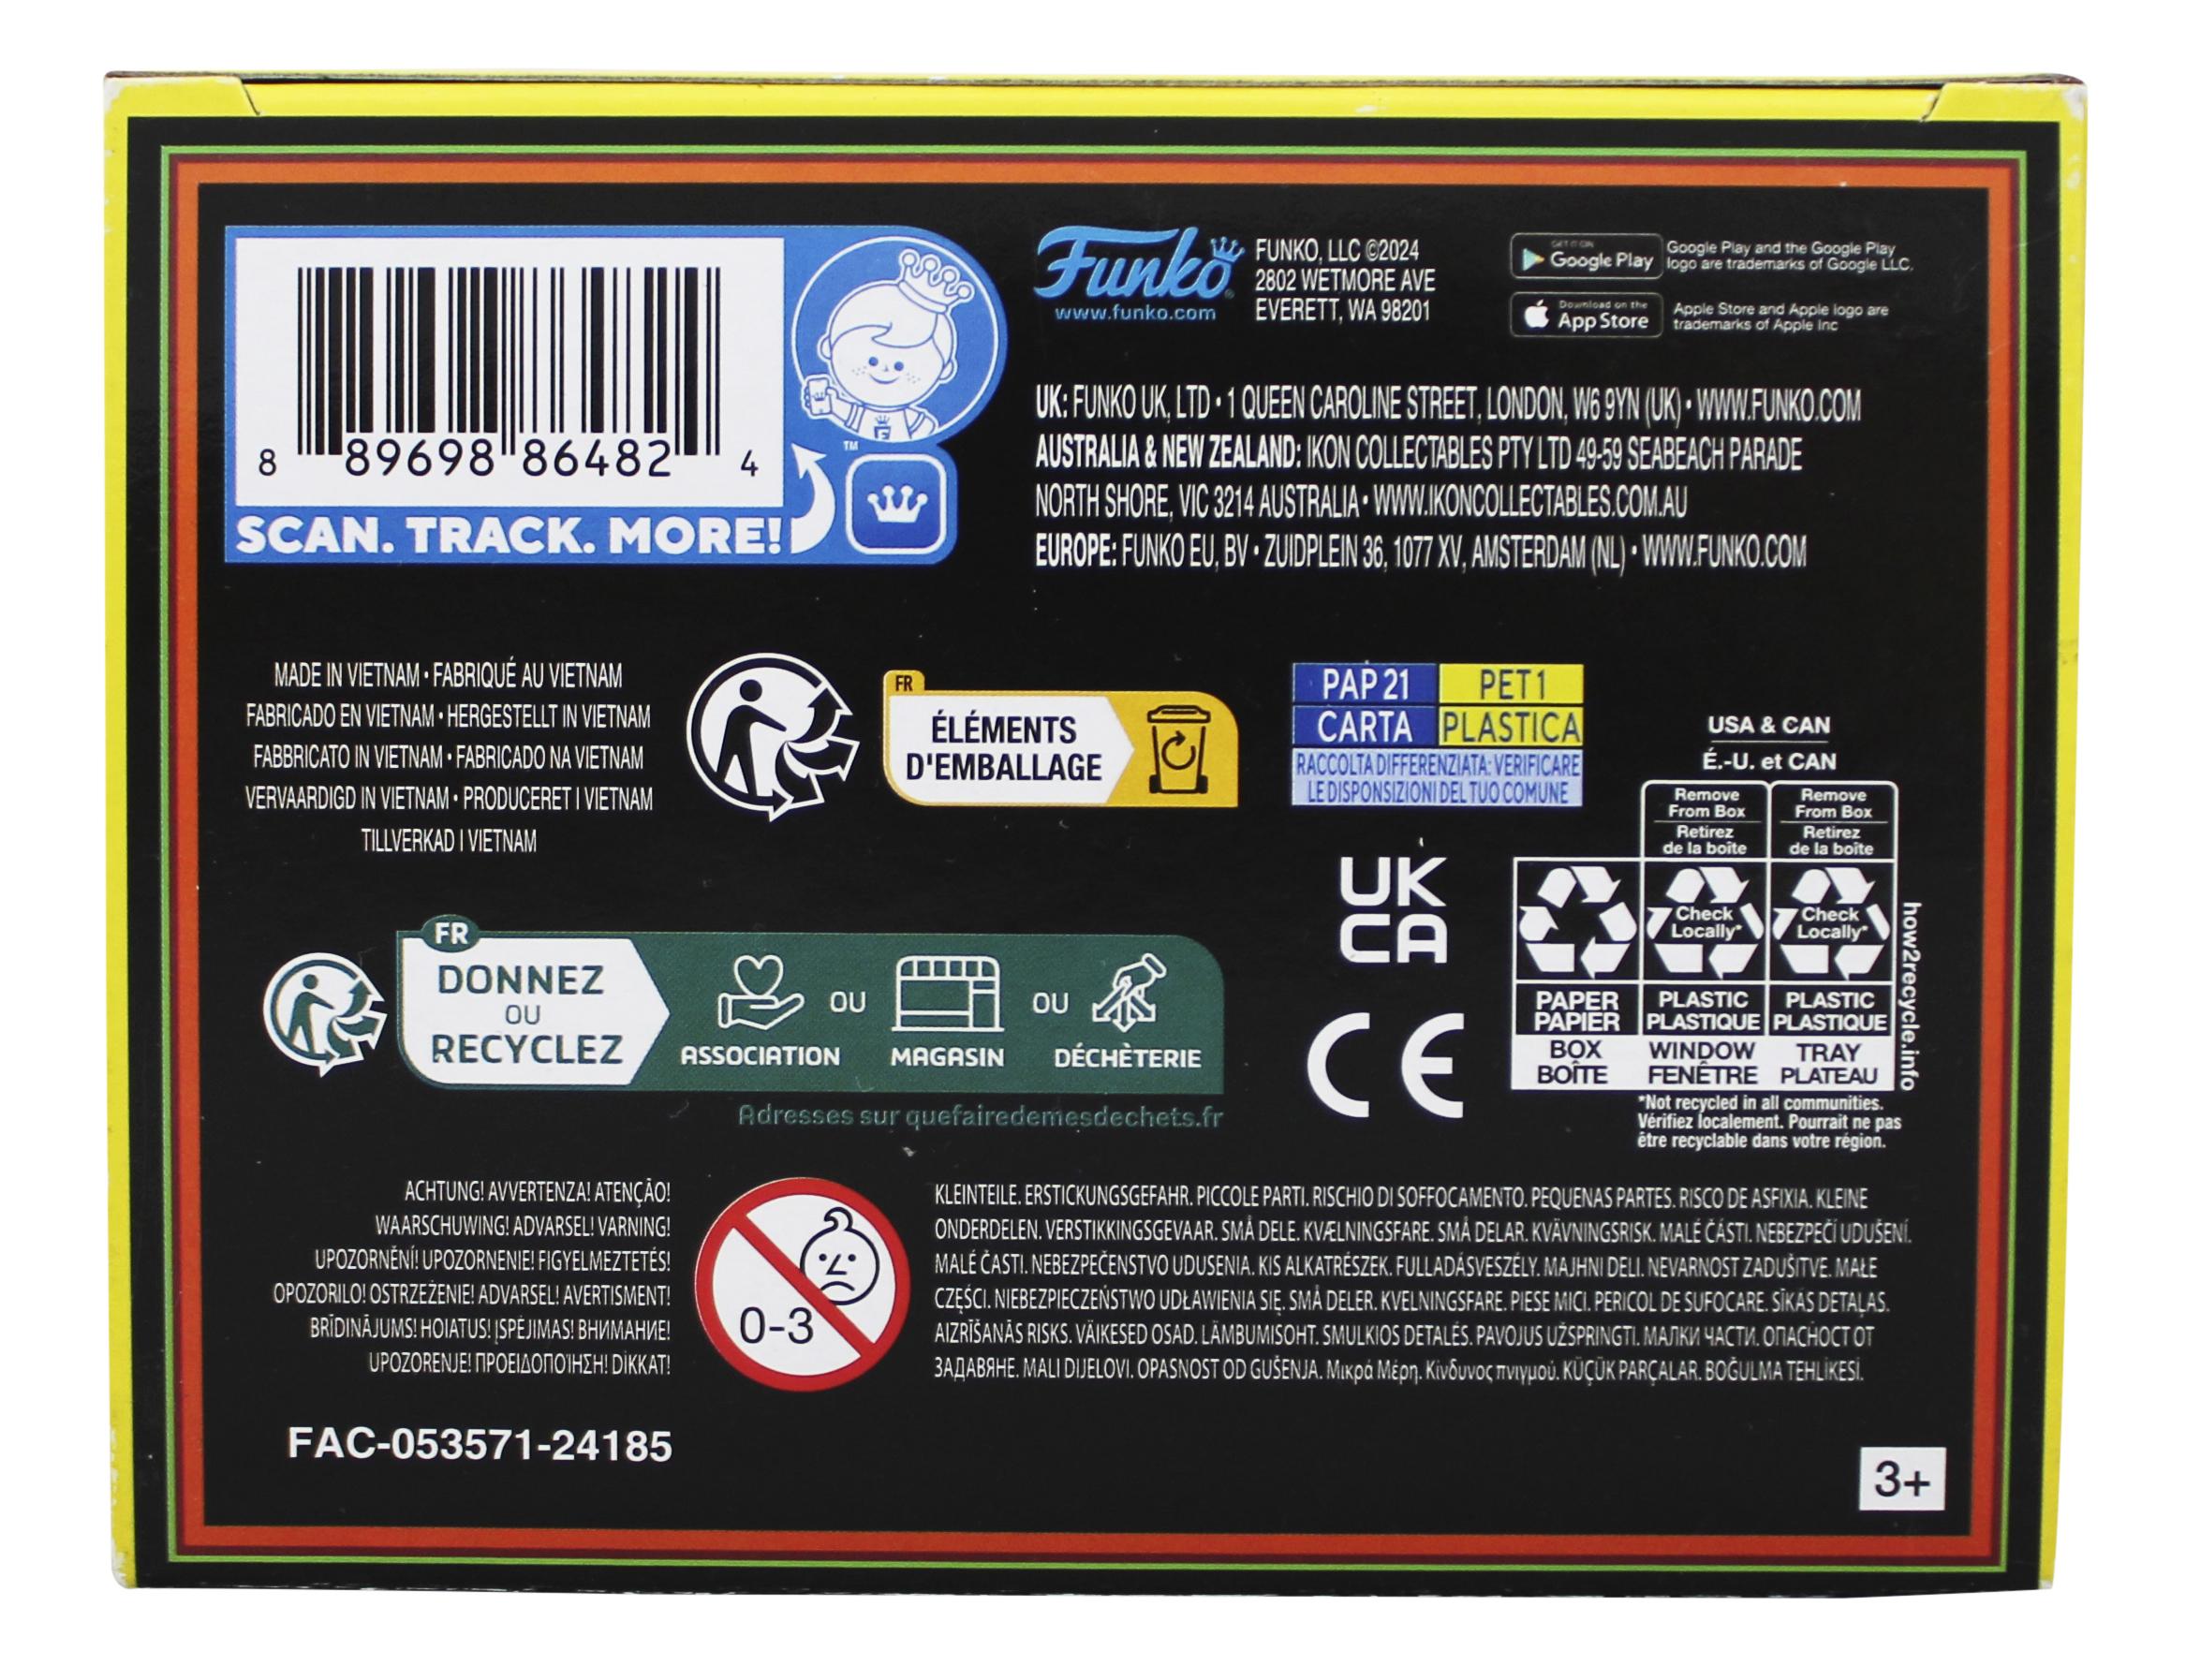 8 89698 86482 4
SCAN. TRACK. MORE!
TM
Funko
www.funko.com
FUNKO, LLC ©2024
2802 WETMORE AVE
EVERETT, WA 98201
GET IT ON
Google Play
Google Play and the Google Play
logo are trademarks of Google LLC.
Download on the
App Store
Apple Store and Apple logo are
trademarks of Apple Inc
UK: FUNKO UK, LTD • 1 QUEEN CAROLINE STREET, LONDON, W6 9YN (UK) • WWW.FUNKO.COM
AUSTRALIA & NEW ZEALAND: IKON COLLECTABLES PTY LTD 49-59 SEABEACH PARADE
NORTH SHORE, VIC 3214 AUSTRALIA • WWW.IKONCOLLECTABLES.COM.AU
EUROPE: FUNKO EU, BV • ZUIDPLEIN 36, 1077 XV, AMSTERDAM (NL) • WWW.FUNKO.COM
MADE IN VIETNAM • FABRIQUÉ AU VIETNAM
FABRICADO EN VIETNAM • HERGESTELLT IN VIETNAM
FABBRICATO IN VIETNAM • FABRICADO NA VIETNAM
VERVAARDIGD IN VIETNAM • PRODUCERET I VIETNAM
TILLVERKAD I VIETNAM
FR
ÉLÉMENTS
D'EMBALLAGE
PAP 21 PET 1
CARTA PLASTICA
RACCOLTA DIFFERENZIATA: VERIFICARE
LE DISPONSIZIONI DEL TUO COMUNE
USA & CAN
É.-U. et CAN
Remove
From Box
Retirez
de la boîte
Remove
From Box
Retirez
de la boîte
Check
Locally*
Check
Locally*
PAPER
PAPIER
PLASTIC
PLASTIQUE
PLASTIC
PLASTIQUE
BOX
BOÎTE
WINDOW
FENÊTRE
TRAY
PLATEAU
how2recycle.info
*Not recycled in all communities.
Vérifiez localement. Pourrait ne pas
être recyclable dans votre région.
UK
CA
CE
FR
DONNEZ
OU
RECYCLEZ
ASSOCIATION
OU
MAGASIN
OU
DÉCHÈTERIE
Adresses sur quefairedemesdechets.fr
ACHTUNG! AVVERTENZA! ATENÇÃO!
WAARSCHUWING! ADVARSEL! VARNING!
UPOZORNĚNÍ! UPOZORNENIE! FIGYELMEZTETÉS!
OPOZORILO! OSTRZEŻENIE! ADVARSEL! AVERTISMENT!
BRĪDINĀJUMS! HOIATUS! ĮSPĖJIMAS! ВНИМАНИЕ!
UPOZORENJE! ΠΡΟΕΙΔΟΠΟΊΗΣΗ! DİKKAT!
0-3
KLEINTEILE. ERSTICKUNGSGEFAHR. PICCOLE PARTI. RISCHIO DI SOFFOCAMENTO. PEQUENAS PARTES. RISCO DE ASFIXIA. KLEINE
ONDERDELEN. VERSTIKKINGSGEVAAR. SMÅ DELE. KVÆLNINGSFARE. SMÅ DELAR. KVÄVNINGSRISK. MALÉ ČÁSTI. NEBEZPEČÍ UDUŠENÍ.
MALÉ ČASTI. NEBEZPEČENSTVO UDUSENIA. KIS ALKATRÉSZEK. FULLADÁSVESZÉLY. MAJHNI DELI. NEVARNOST ZADUŠITVE. MAŁE
CZĘŚCI. NIEBEZPIECZEŃSTWO UDŁAWIENIA SIĘ. SMÅ DELER. KVELNINGSFARE. PIESE MICI. PERICOL DE SUFOCARE. SĪKAS DETAĻAS.
AIZRĪŠANĀS RISKS. VÄIKESED OSAD. LÄMBUMISOHT. SMULKIOS DETALĖS. PAVOJUS UŽSPRINGTI. МАЛКИ ЧАСТИ. ОПАСНОСТ ОТ
ЗАДАВЯНЕ. MALI DIJELOVI. OPASNOST OD GUŠENJA. Μικρά Μέρη. Κίνδυνος πνιγμού. KÜÇÜK PARÇALAR. BOĞULMA TEHLİKESİ.
FAC-053571-24185
3+